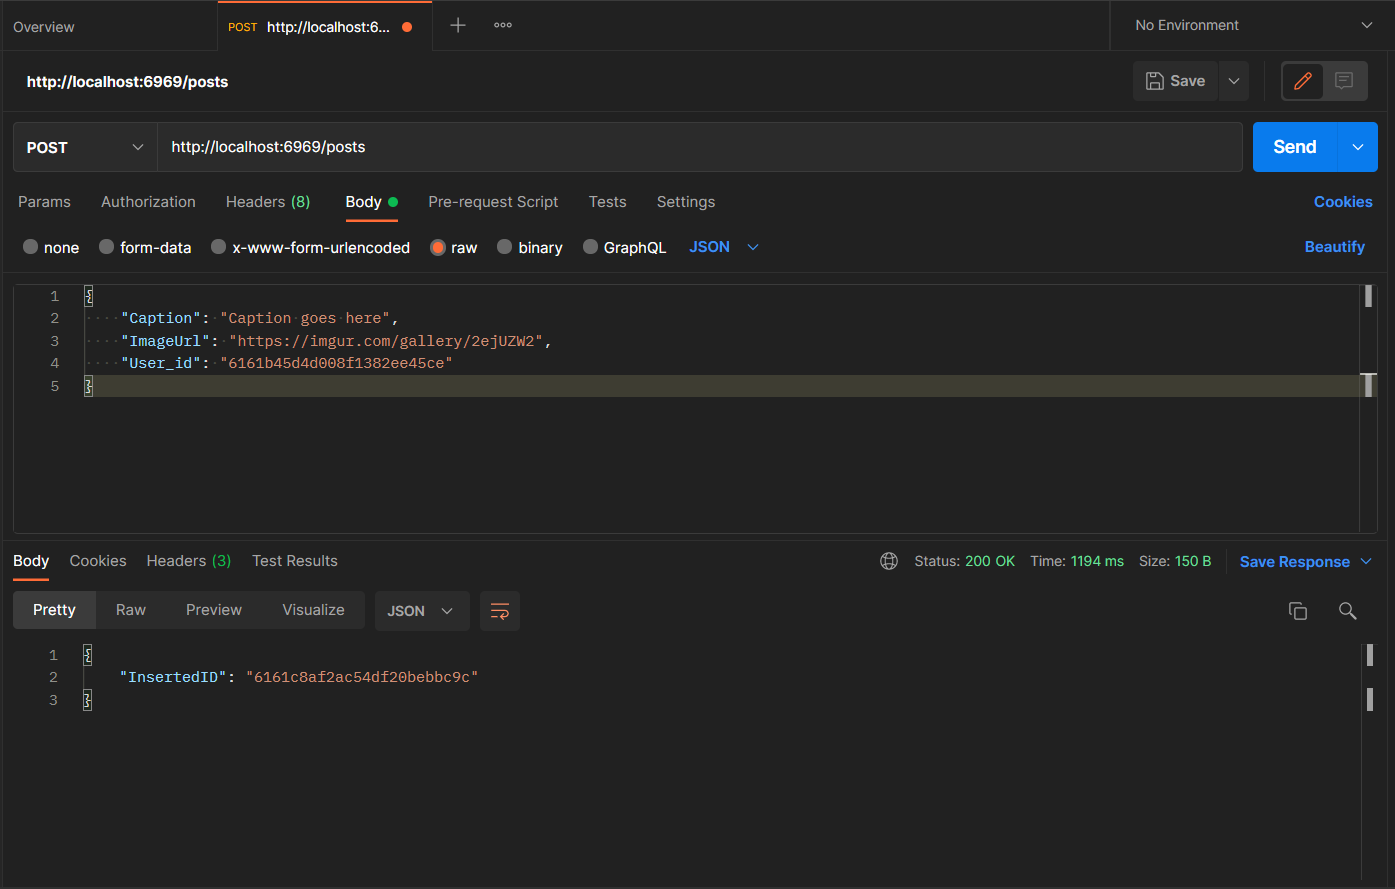 Overview POST http://localhost:6... No Environment
http://localhost:6969/posts Save
POST http://localhost:6969/posts Send
Params Authorization Headers (8) Body Pre-request Script Tests Settings Cookies
none form-data x-www-form-urlencoded raw binary GraphQL JSON Beautify
1 {
2 "Caption": "Caption goes here",
3 "ImageUrl": "https://imgur.com/gallery/2ejUZW2",
4 "User_id": "6161b45d4d008f1382ee45ce"
5 }
Body Cookies Headers (3) Test Results Status: 200 OK Time: 1194 ms Size: 150 B Save Response
Pretty Raw Preview Visualize JSON
1 {
2 "InsertedID": "6161c8af2ac54df20bebbc9c"
3 }